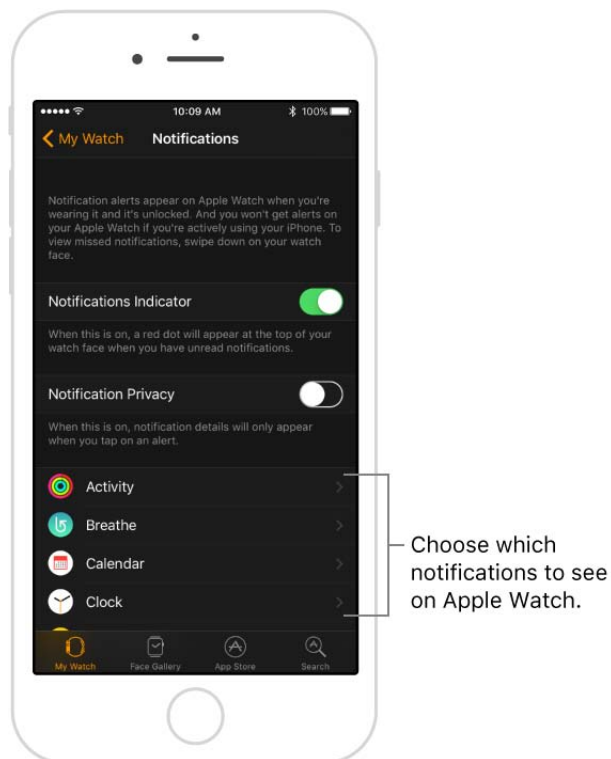 10:09 AM 100%
My Watch Notifications
Notification alerts appear on Apple Watch when you're
wearing it and it's unlocked. And you won't get alerts on
your Apple Watch if you're actively using your iPhone. To
view missed notifications, swipe down on your watch
face.
Notifications Indicator
When this is on, a red dot will appear at the top of your
watch face when you have unread notifications.
Notification Privacy
When this is on, notification details will only appear
when you tap on an alert.
Activity
Breathe
Calendar
Clock
Choose which
notifications to see
on Apple Watch.
My Watch Face Gallery App Store Search